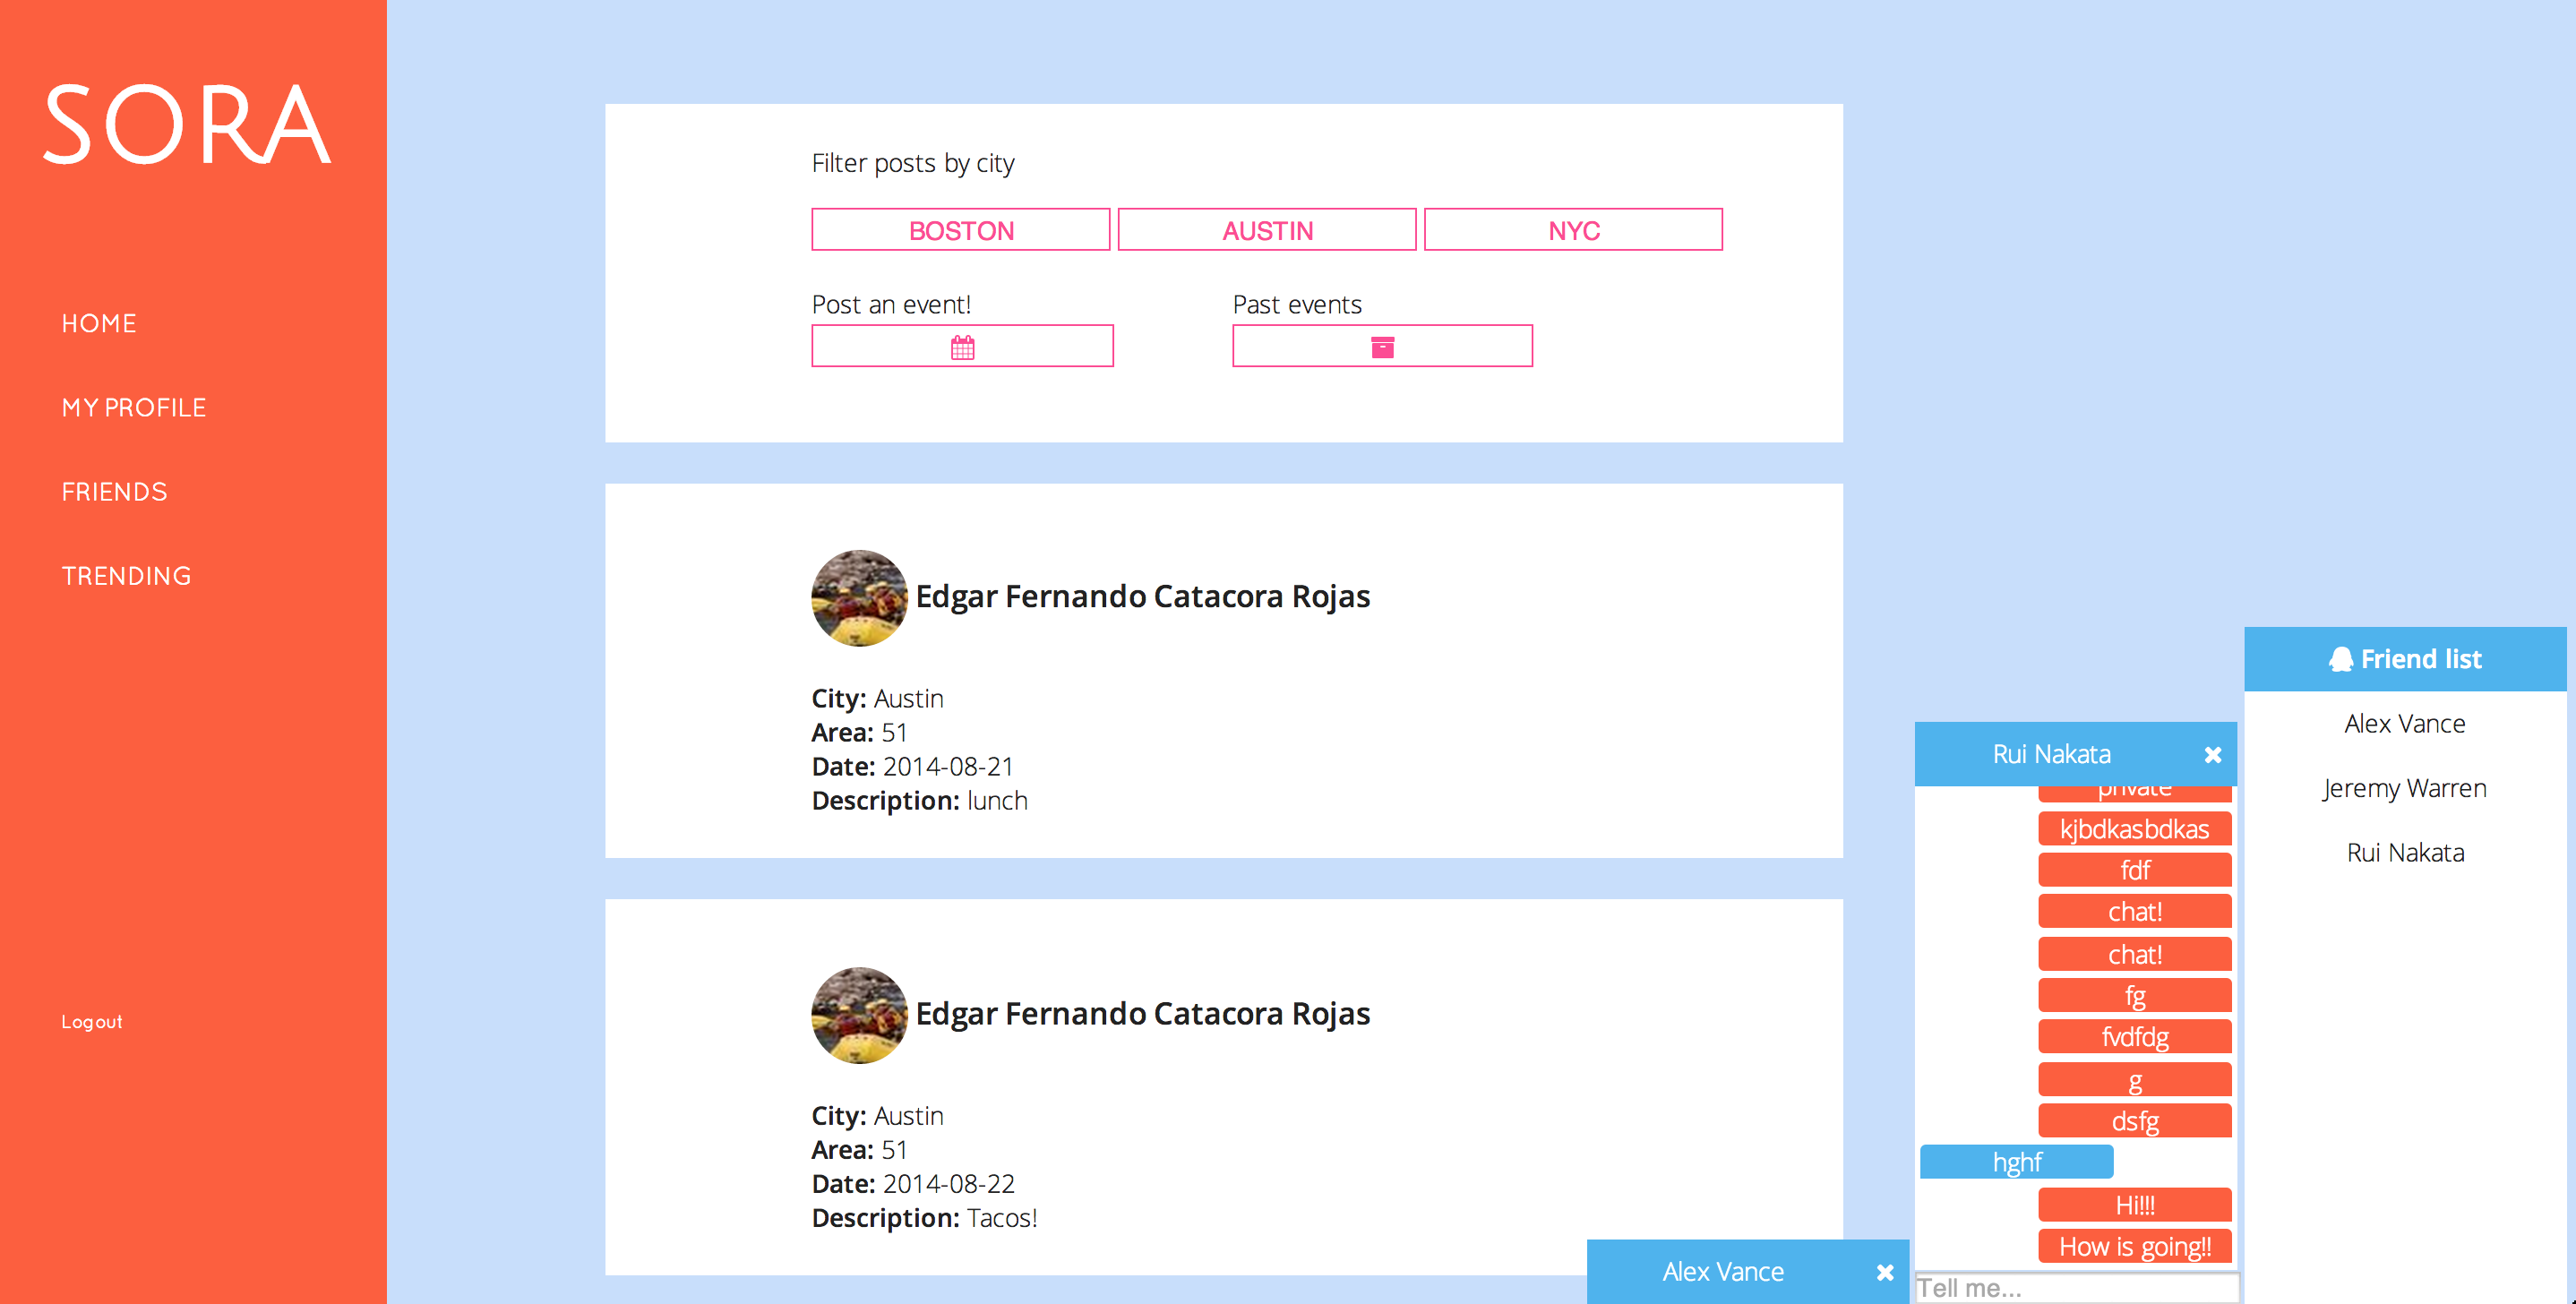 SORA
HOME
MY PROFILE
FRIENDS
TRENDING
Logout
Filter posts by city
BOSTON AUSTIN NYC
Post an event! Past events
Edgar Fernando Catacora Rojas
City: Austin
Area: 51
Date: 2014-08-21
Description: lunch
Edgar Fernando Catacora Rojas
City: Austin
Area: 51
Date: 2014-08-22
Description: Tacos!
Alex Vance
Rui Nakata
private
kjbdkasbdkas
fdf
chat!
chat!
fg
fvdfdg
g
dsfg
hghf
Hi!!!
How is going!!
Tell me...
Friend list
Alex Vance
Jeremy Warren
Rui Nakata